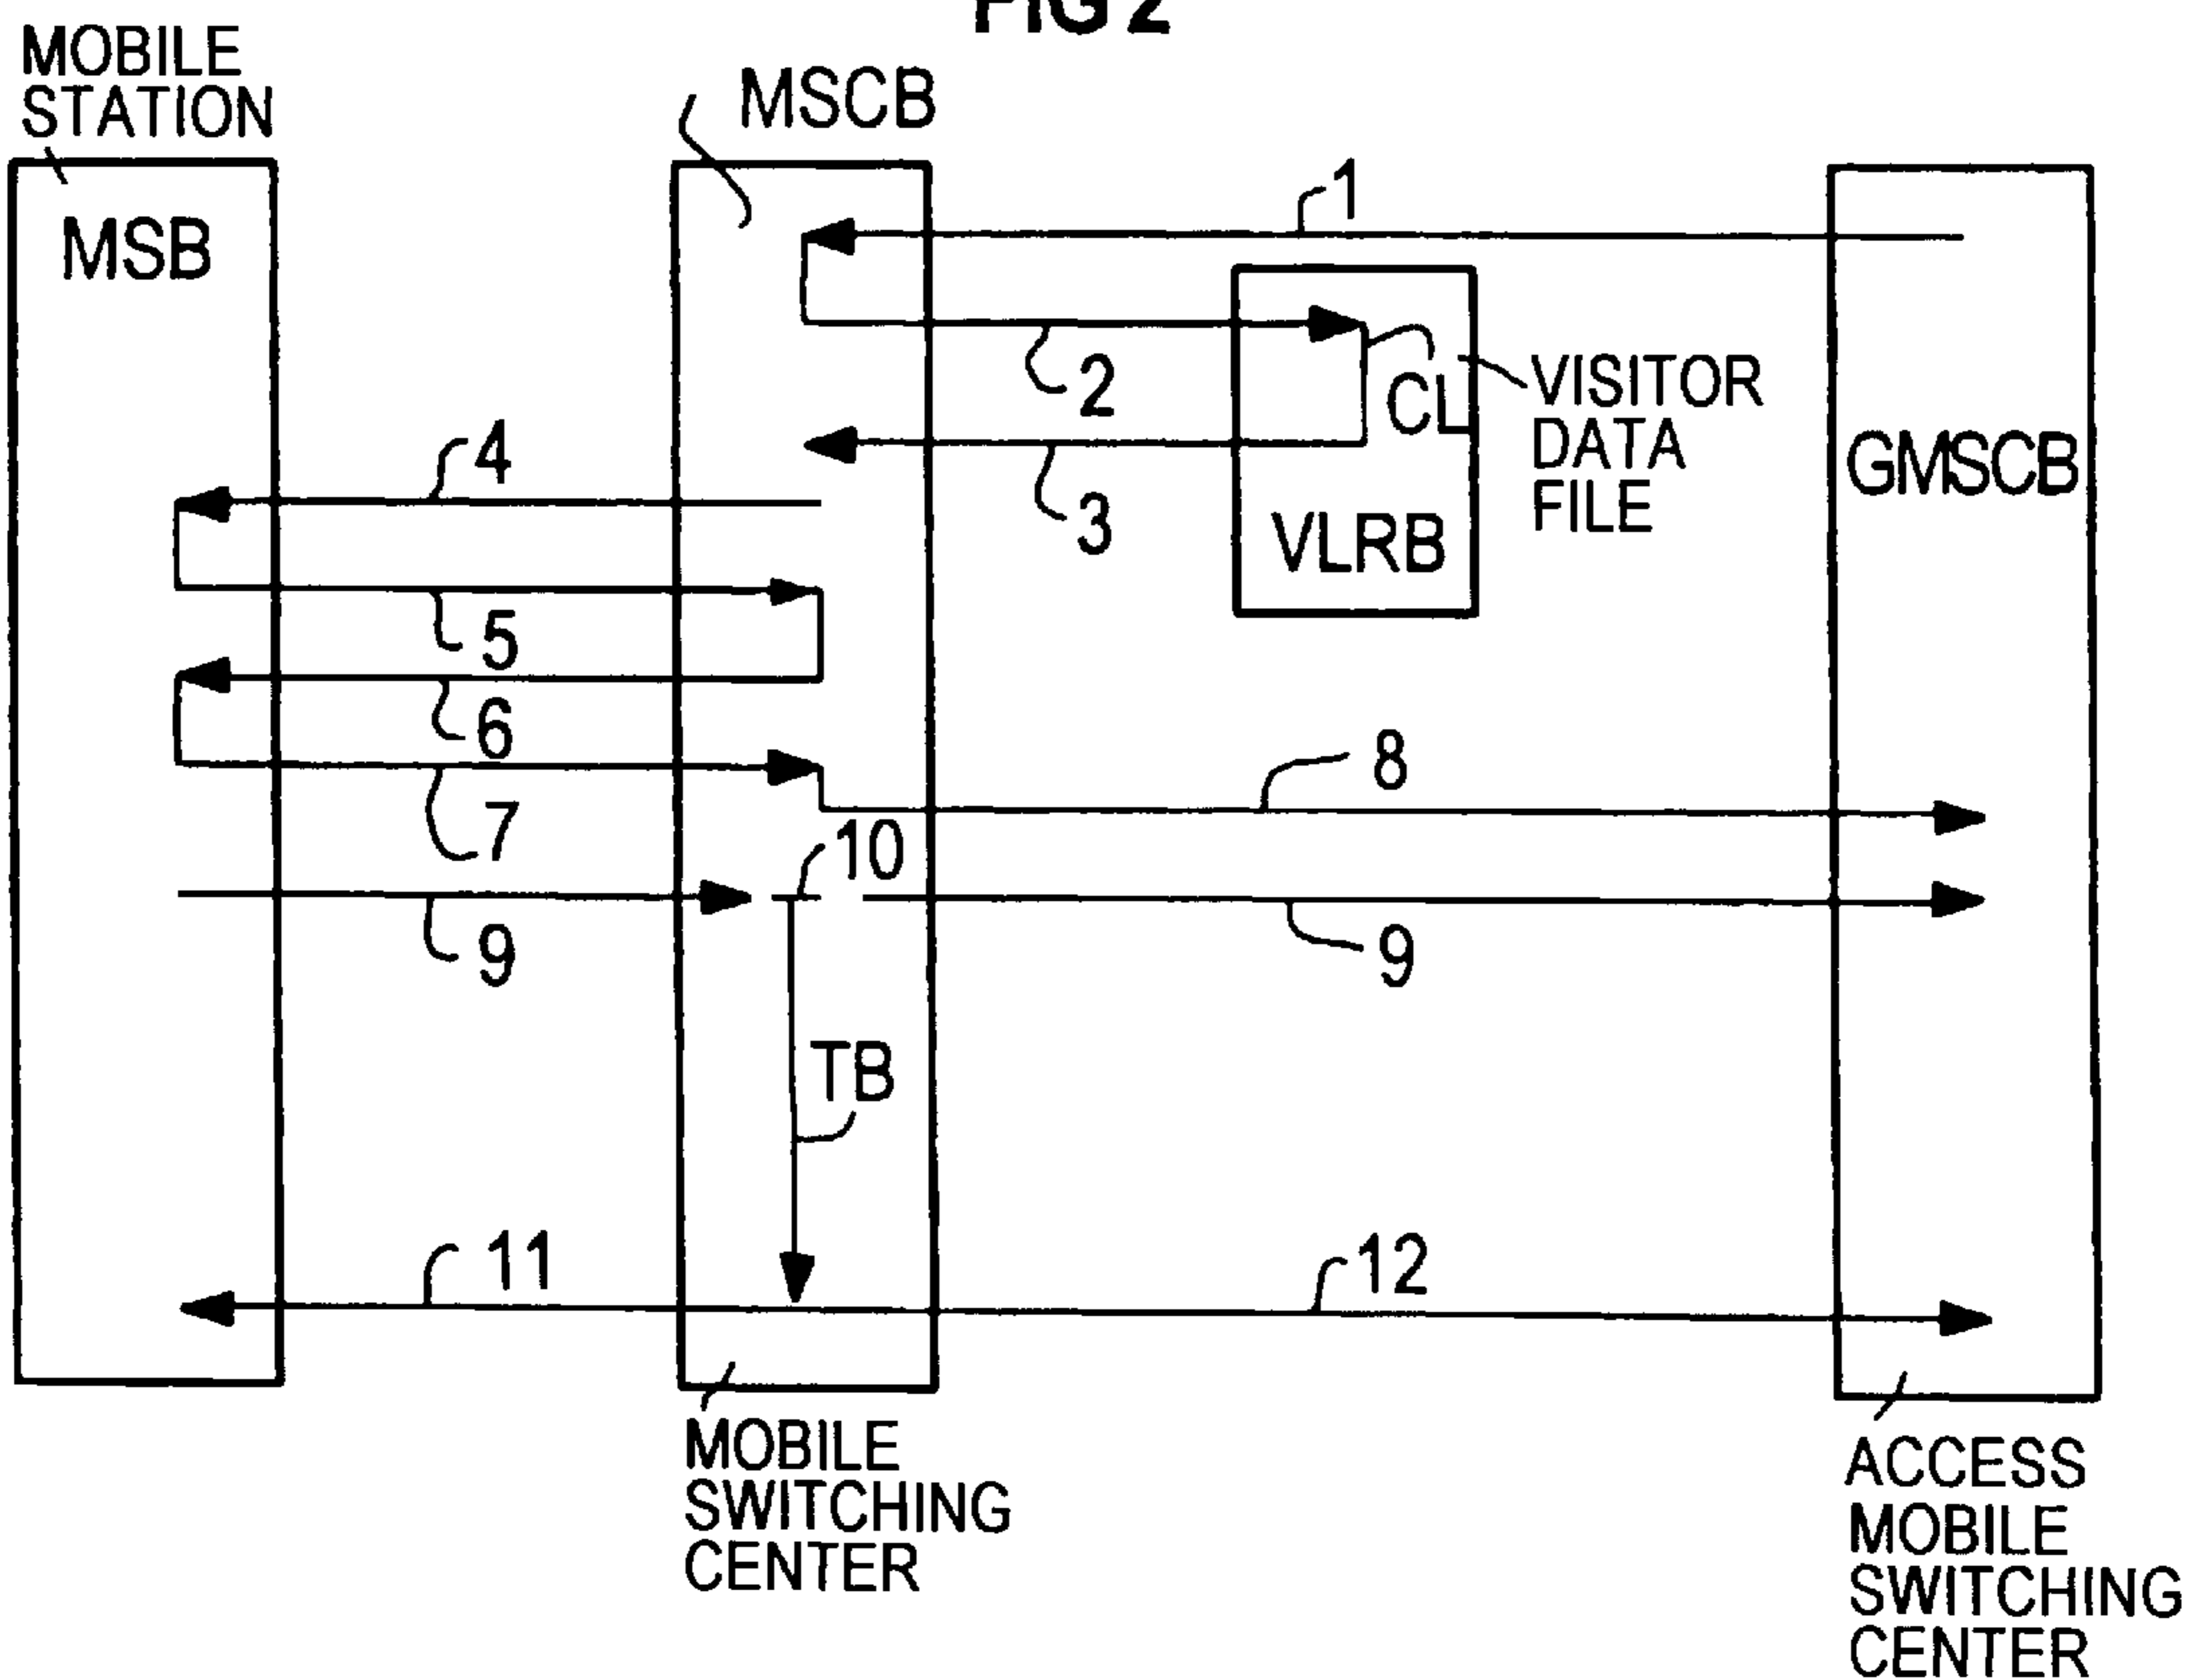 FIG 2
MOBILE
STATION
MSCB
MSB
1
2
CL
VISITOR
DATA
FILE
3
VLRB
GMSCB
4
5
6
7
8
10
9
9
TB
11
12
MOBILE
SWITCHING
CENTER
ACCESS
MOBILE
SWITCHING
CENTER